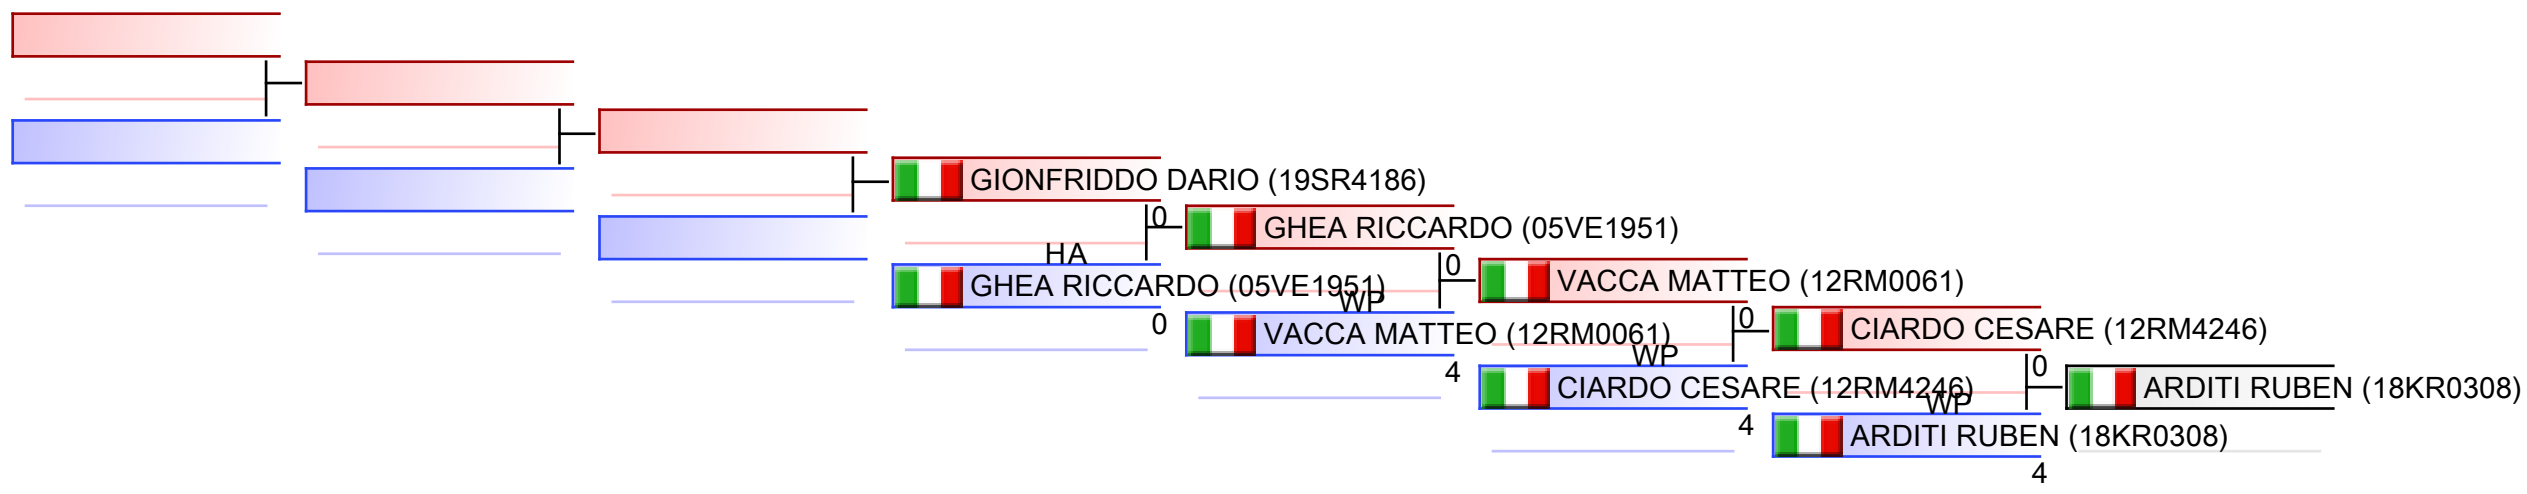 GIONFRIDDO DARIO (19SR4186)
0
GHEA RICCARDO (05VE1951)
HA
0
VACCA MATTEO (12RM0061)
GHEA RICCARDO (05VE1951)
WP
0
0
CIARDO CESARE (12RM4246)
VACCA MATTEO (12RM0061)
WP
0
4
CIARDO CESARE (12RM4246)
ARDITI RUBEN (18KR0308)
WP
4
ARDITI RUBEN (18KR0308)
4